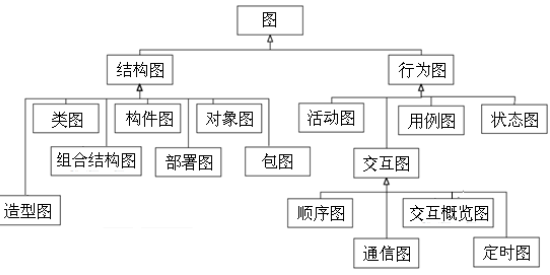 图
结构图
行为图
类图
构件图
对象图
活动图
用例图
状态图
组合结构图
部署图
包图
交互图
造型图
顺序图
交互概览图
通信图
定时图